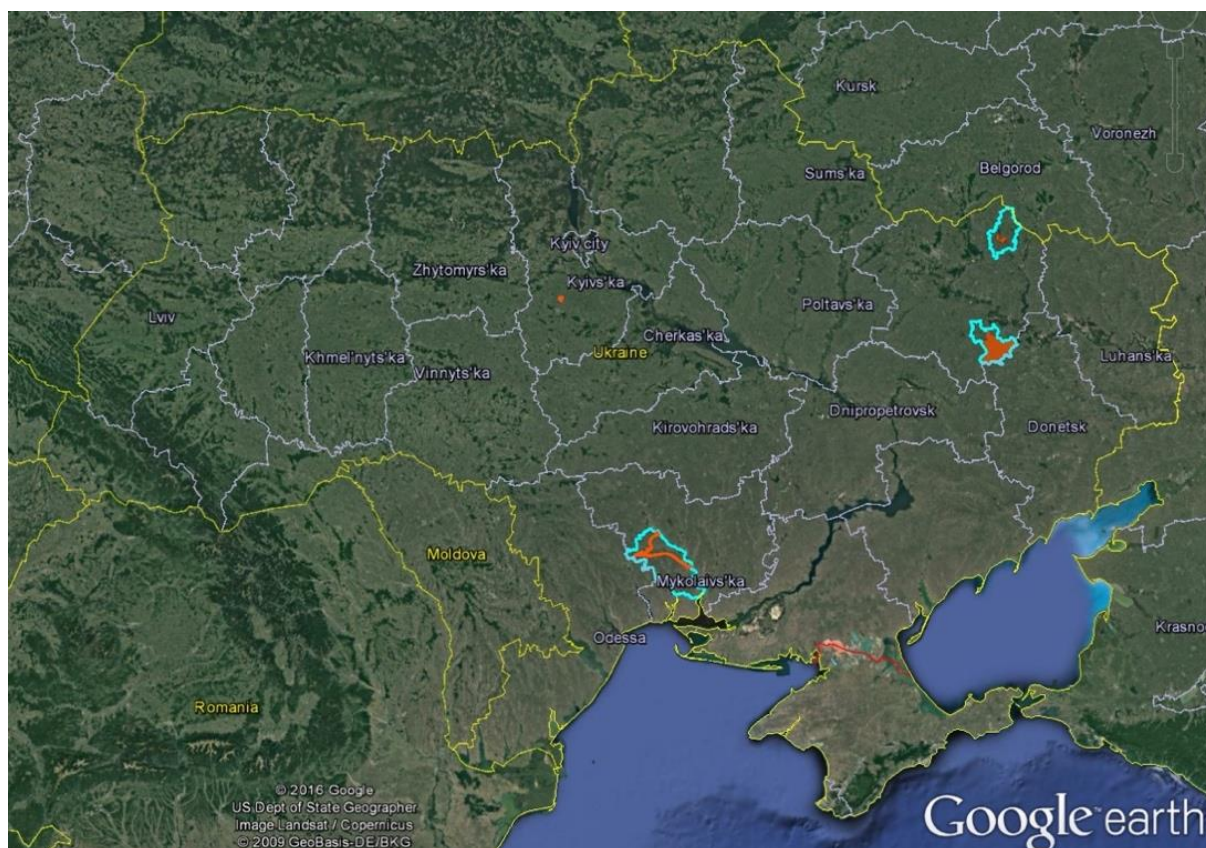 Kursk
Voronezh
Sums'ka
Belgorod
Kyiv city
Zhytomyrs'ka
Kyivs'ka
Poltavs'ka
Lviv
Cherkas'ka
Ukraine
Khmel'nyts'ka
Vinnyts'ka
Luhans'ka
Dnipropetrovsk
Kirovohrads'ka
Donetsk
Moldova
Mykolaivs'ka
Odessa
Krasno
Romania
© 2016 Google
US Dept of State Geographer
Image Landsat / Copernicus
© 2009 GeoBasis-DE/BKG
Google earth